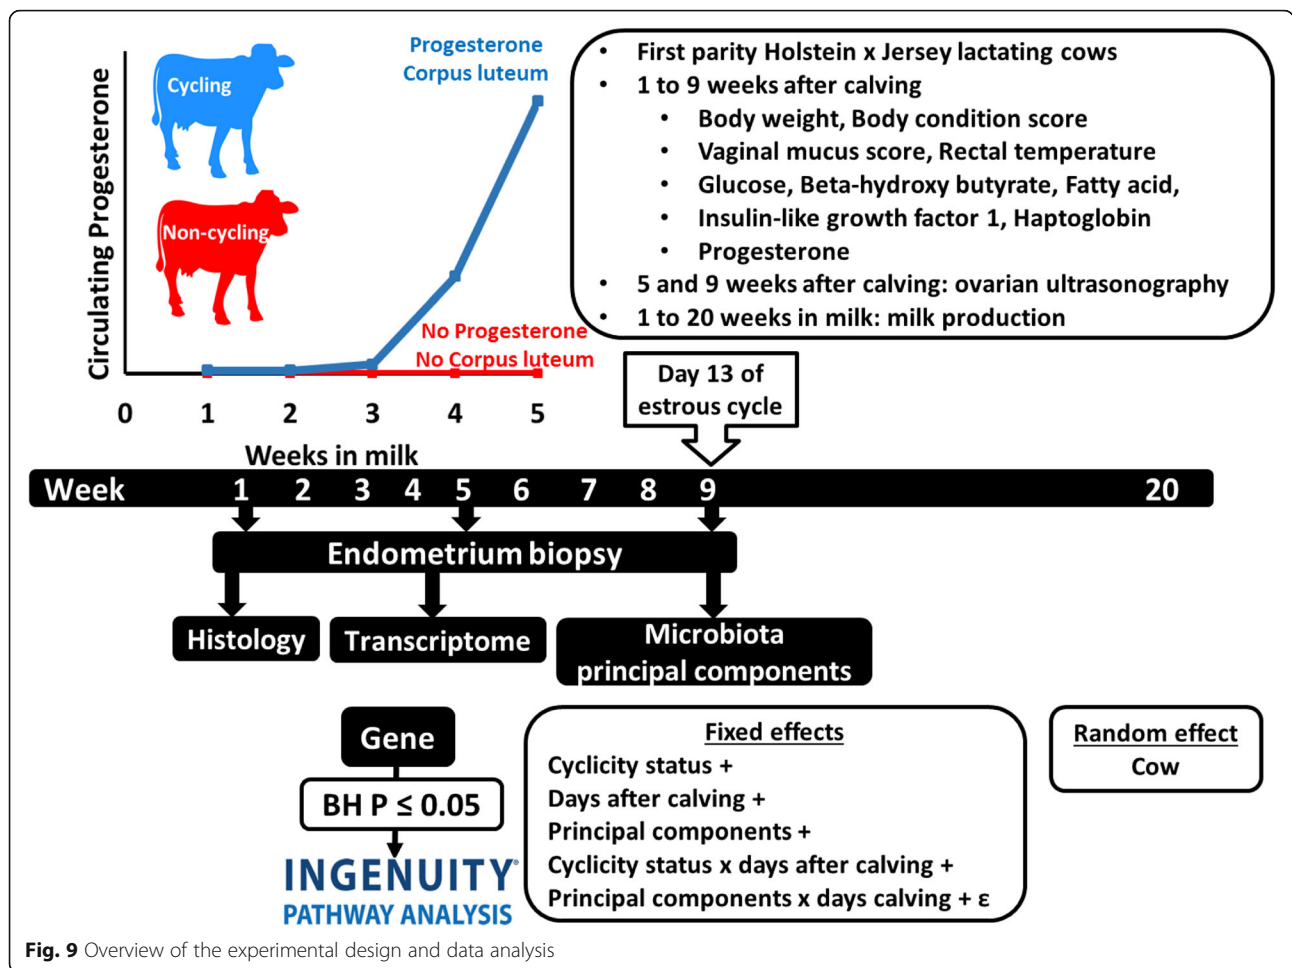 Progesterone
Corpus luteum
Cycling
Non-cycling
Circulating Progesterone
No Progesterone
No Corpus luteum
0 1 2 3 4 5
Weeks in milk
• First parity Holstein x Jersey lactating cows
• 1 to 9 weeks after calving
• Body weight, Body condition score
• Vaginal mucus score, Rectal temperature
• Glucose, Beta-hydroxy butyrate, Fatty acid,
• Insulin-like growth factor 1, Haptoglobin
• Progesterone
• 5 and 9 weeks after calving: ovarian ultrasonography
• 1 to 20 weeks in milk: milk production
Day 13 of
estrous cycle
Week 1 2 3 4 5 6 7 8 9 20
Endometrium biopsy
Histology
Transcriptome
Microbiota
principal components
Gene
BH P ≤ 0.05
INGENUITY®
PATHWAY ANALYSIS
Fixed effects
Cyclicity status +
Days after calving +
Principal components +
Cyclicity status x days after calving +
Principal components x days calving + ε
Random effect
Cow
Fig. 9 Overview of the experimental design and data analysis